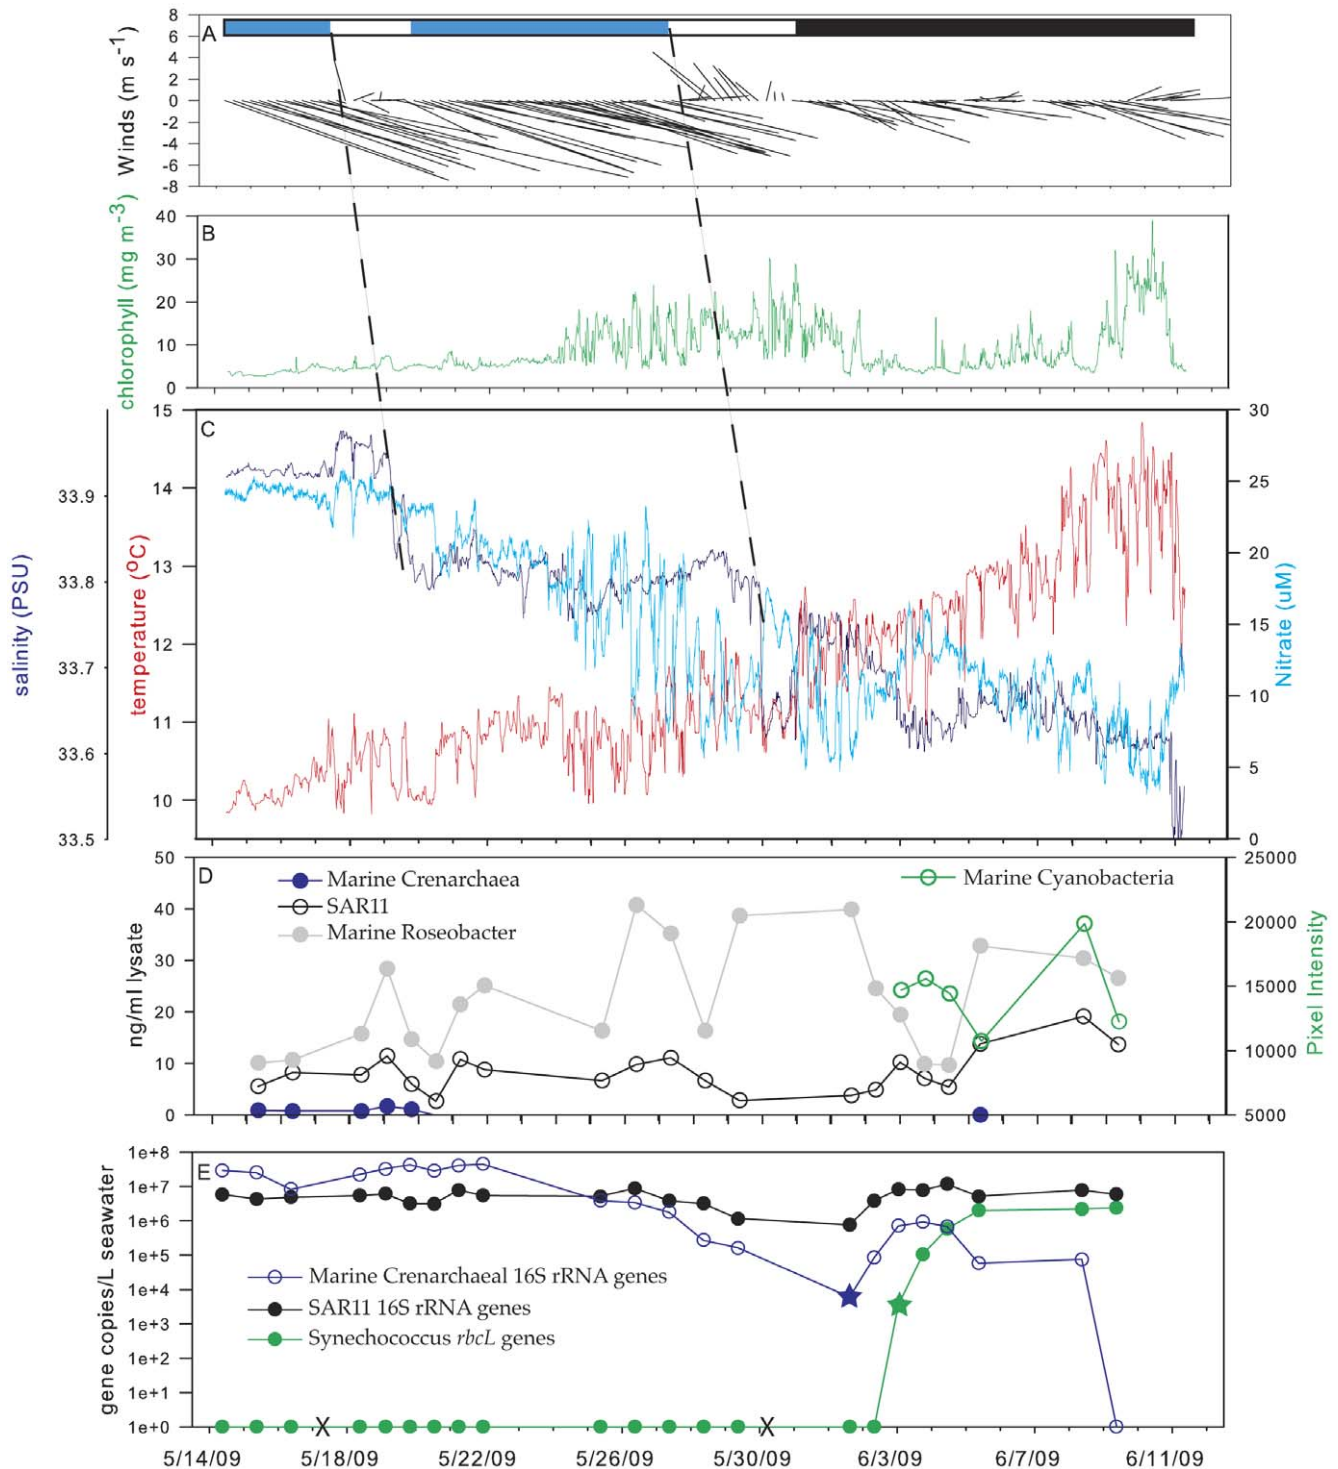 A
Winds (m s-1)
8
6
4
2
0
-2
-4
-6
-8
B
chlorophyll (mg m-3)
40
30
20
10
0
C
salinity (PSU)
33.9
33.8
33.7
33.6
33.5
temperature (oC)
15
14
13
12
11
10
30
25
20
15
10
5
0
Nitrate (uM)
D
ng/ml lysate
50
40
30
20
10
0
Marine Crenarchaea
SAR11
Marine Roseobacter
Marine Cyanobacteria
25000
20000
15000
10000
5000
Pixel Intensity
E
gene copies/L seawater
1e+8
1e+7
1e+6
1e+5
1e+4
1e+3
1e+2
1e+1
1e+0
Marine Crenarchaeal 16S rRNA genes
SAR11 16S rRNA genes
Synechococcus rbcL genes
X X
5/14/09 5/18/09 5/22/09 5/26/09 5/30/09 6/3/09 6/7/09 6/11/09